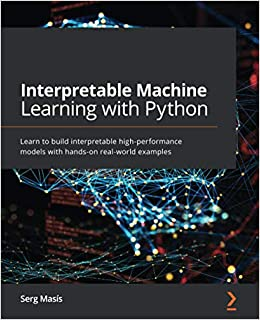 Interpretable Machine
Learning with Python
Learn to build interpretable high-performance
models with hands-on real-world examples
Serg Masís